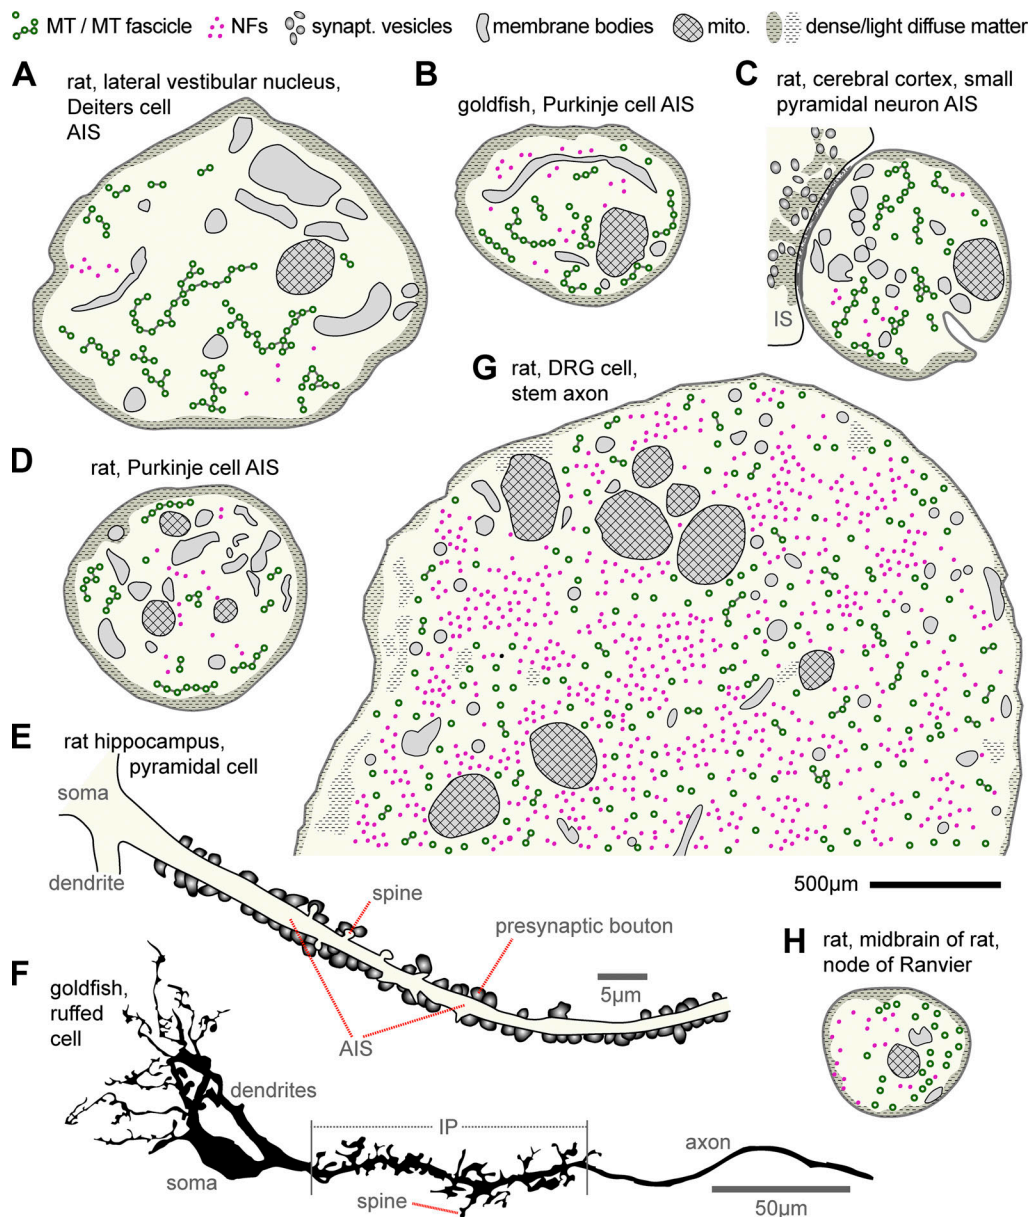 MT / MT fascicle NFs synapt. vesicles membrane bodies mito. dense/light diffuse matter
A
rat, lateral vestibular nucleus,
Deiters cell
AIS
B
goldfish, Purkinje cell AIS
C
rat, cerebral cortex, small
pyramidal neuron AIS
IS
D
rat, Purkinje cell AIS
G
rat, DRG cell,
stem axon
E
rat hippocampus,
pyramidal cell
soma
dendrite
spine
presynaptic bouton
AIS
5µm
500µm
F
goldfish,
ruffed
cell
dendrites
soma
IP
spine
axon
50µm
H
rat, midbrain of rat,
node of Ranvier